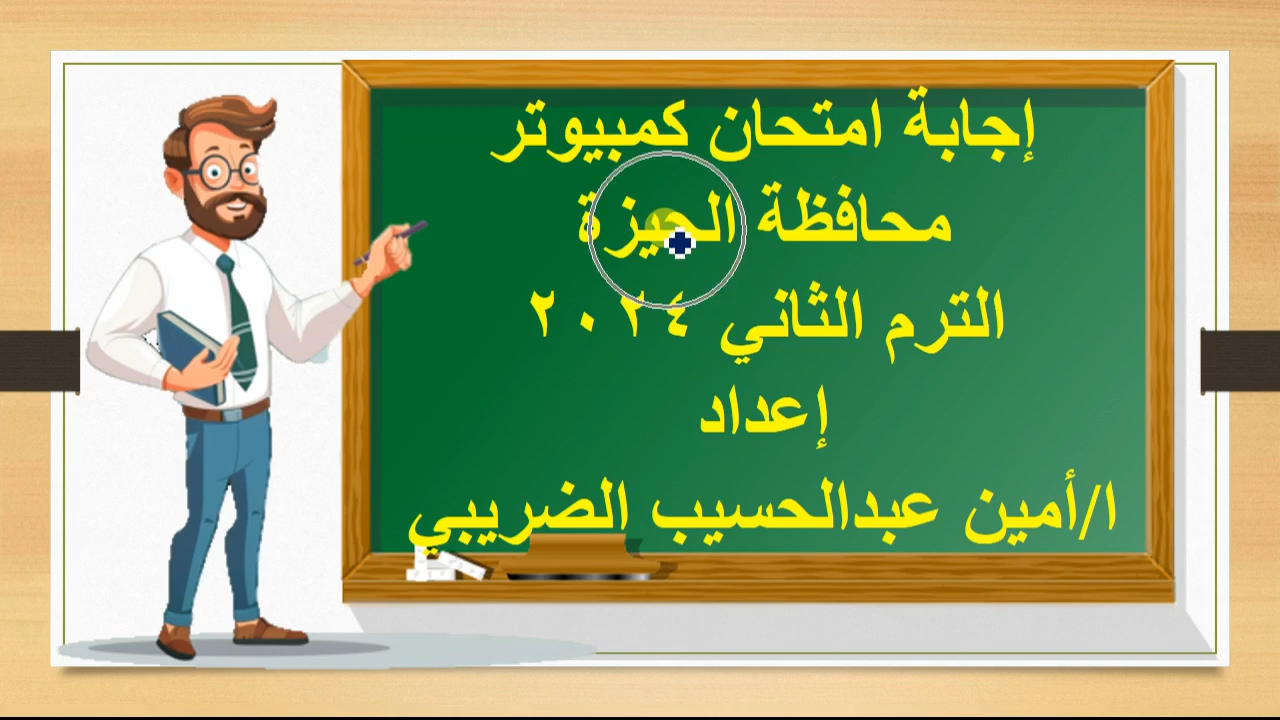 إجابة امتحان كمبيوتر
محافظة الجيزة
الترم الثاني ٢٠٢٤
إعداد
ا/أمين عبدالحسيب الضريبي